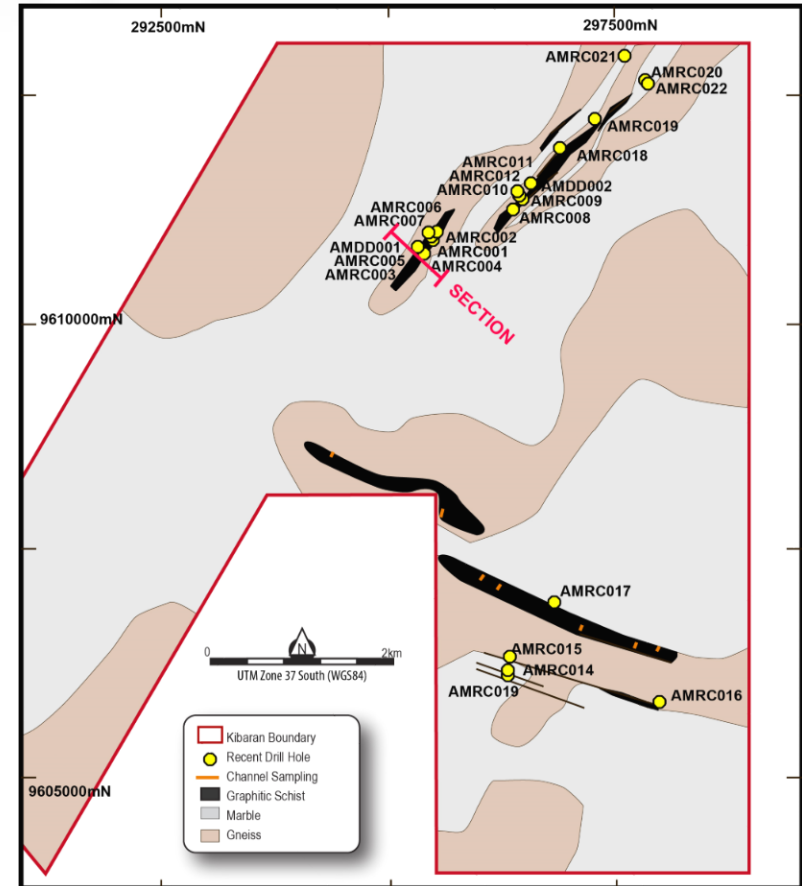 292500mN
297500mN
AMRC021
AMRC020
AMRC022
AMRC019
AMRC018
AMRC011
AMRC012
AMRC010
AMDD002
AMRC009
AMRC008
AMRC006
AMRC007
AMRC002
AMDD001
AMRC001
AMRC005
AMRC004
AMRC003
SECTION
9610000mN
AMRC017
AMRC015
AMRC014
AMRC019
AMRC016
0
N
2km
UTM Zone 37 South (WGS84)
Kibaran Boundary
Recent Drill Hole
Channel Sampling
Graphitic Schist
Marble
Gneiss
9605000mN